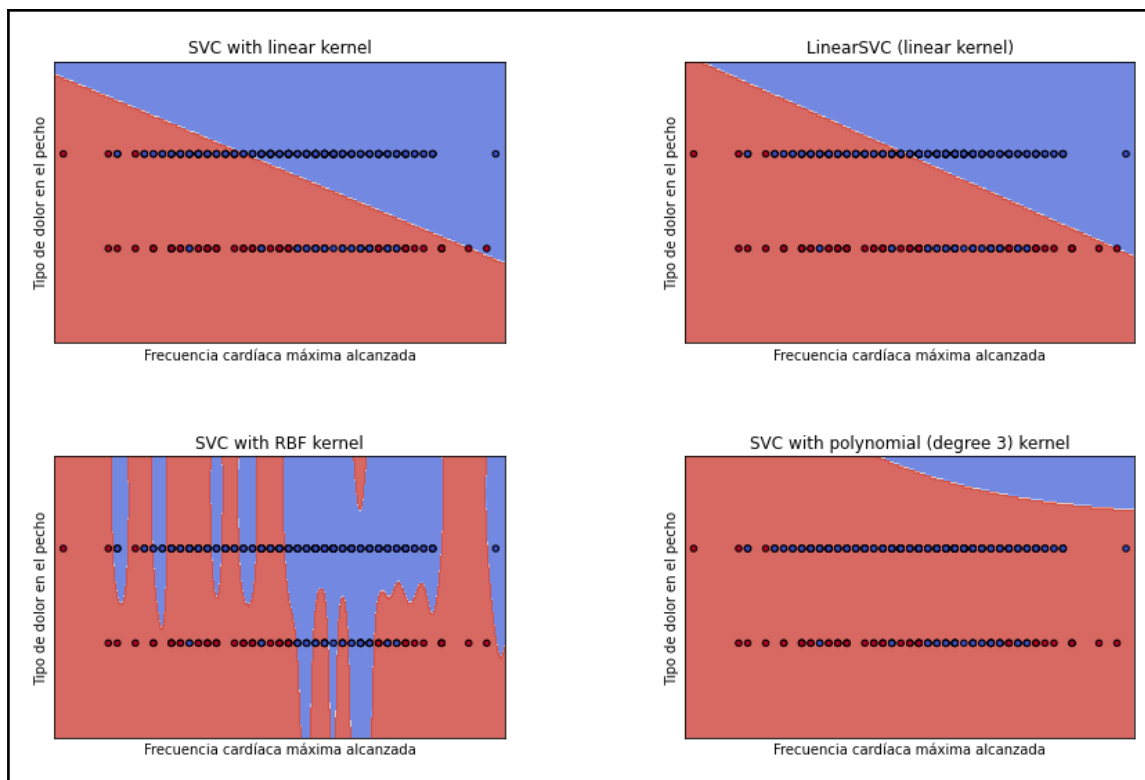 SVC with linear kernel
Tipo de dolor en el pecho
Frecuencia cardíaca máxima alcanzada
LinearSVC (linear kernel)
Tipo de dolor en el pecho
Frecuencia cardíaca máxima alcanzada
SVC with RBF kernel
Tipo de dolor en el pecho
Frecuencia cardíaca máxima alcanzada
SVC with polynomial (degree 3) kernel
Tipo de dolor en el pecho
Frecuencia cardíaca máxima alcanzada